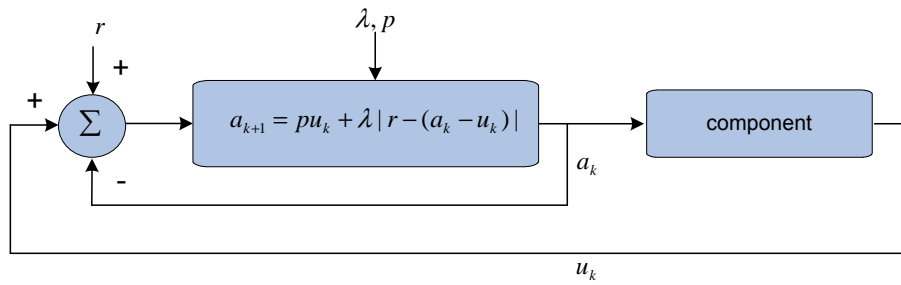 r
λ, p
+
+
Σ
a_{k+1} = pu_k + λ | r − (a_k − u_k) |
component
-
a_k
u_k